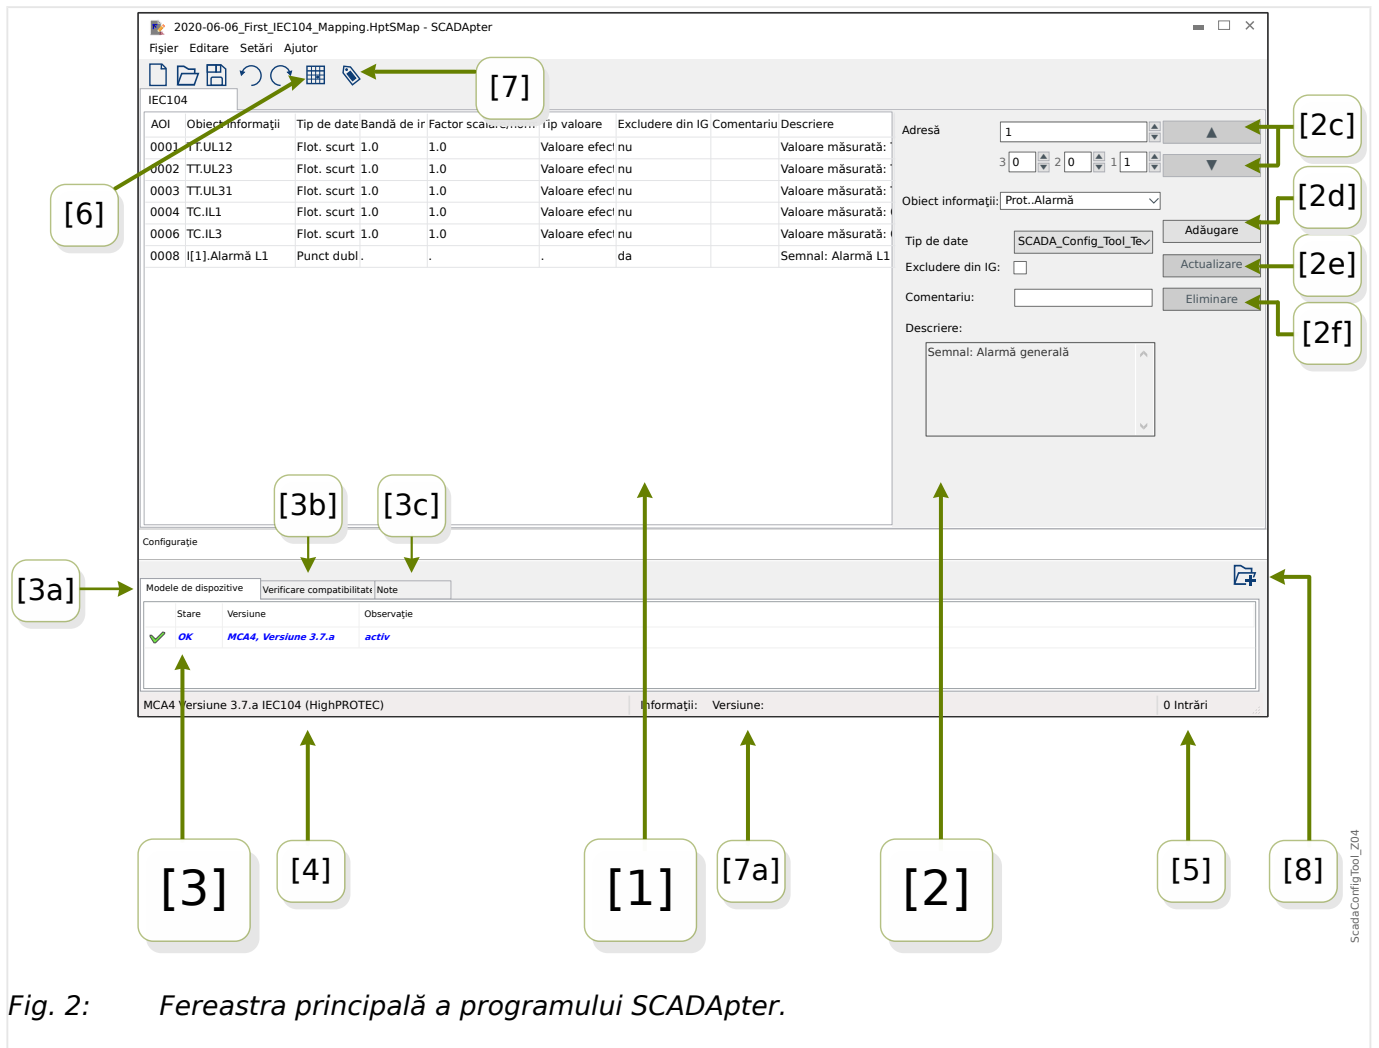 2020-06-06_First_IEC104_Mapping.HptSMap - SCADApter
Fișier Editare Setări Ajutor
[7]
IEC104
AOI Obiect informații Tip de date Bandă de ir Factor Tip valoare Excludere din IG Comentariu Descriere
0001 TT.UL12 Flot. scurt 1.0 1.0 Valoare efect nu Valoare măsurată:
0002 TT.UL23 Flot. scurt 1.0 1.0 Valoare efect nu Valoare măsurată:
0003 TT.UL31 Flot. scurt 1.0 1.0 Valoare efect nu Valoare măsurată:
0004 TC.IL1 Flot. scurt 1.0 1.0 Valoare efect nu Valoare măsurată:
0006 TC.IL3 Flot. scurt 1.0 1.0 Valoare efect nu Valoare măsurată:
0008 I[1].Alarmă L1 Punct dubl . . . da Semnal: Alarmă L1
[6]
Adresă 1
3 0 2 0 1 1
Obiect informații: Prot..Alarmă
Adăugare
Tip de date SCADA_Config_Tool_Te
Actualizare
Excludere din IG:
Comentariu:
Eliminare
Descriere:
Semnal: Alarmă generală
[2c]
[2d]
[2e]
[2f]
[3b] [3c]
Configurație
[3a]
Modele de dispozitive Verificare compatibilitate Note
Stare Versiune Observație
OK MCA4, Versiune 3.7.a activ
MCA4 Versiune 3.7.a IEC104 (HighPROTEC) Informații: Versiune: 0 Intrări
[3] [4] [1] [7a] [2] [5] [8]
ScadaConfigTool_Z04
Fig. 2: Fereastra principală a programului SCADApter.